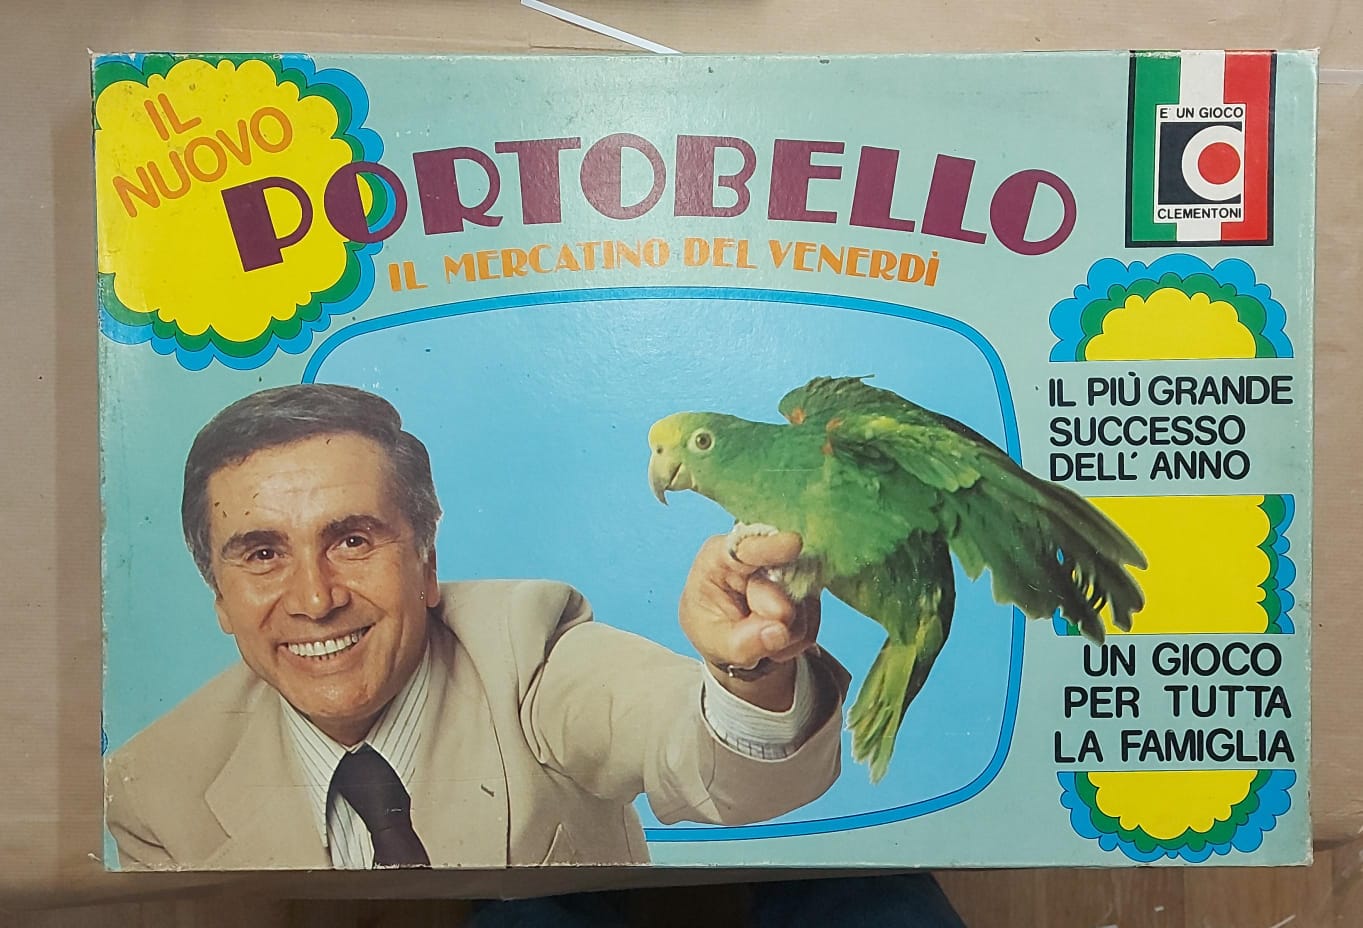 IL
NUOVO
PORTOBELLO
IL MERCATINO DEL VENERDÌ
E' UN GIOCO
CLEMENTONI
IL PIÙ GRANDE
SUCCESSO
DELL' ANNO
UN GIOCO
PER TUTTA
LA FAMIGLIA